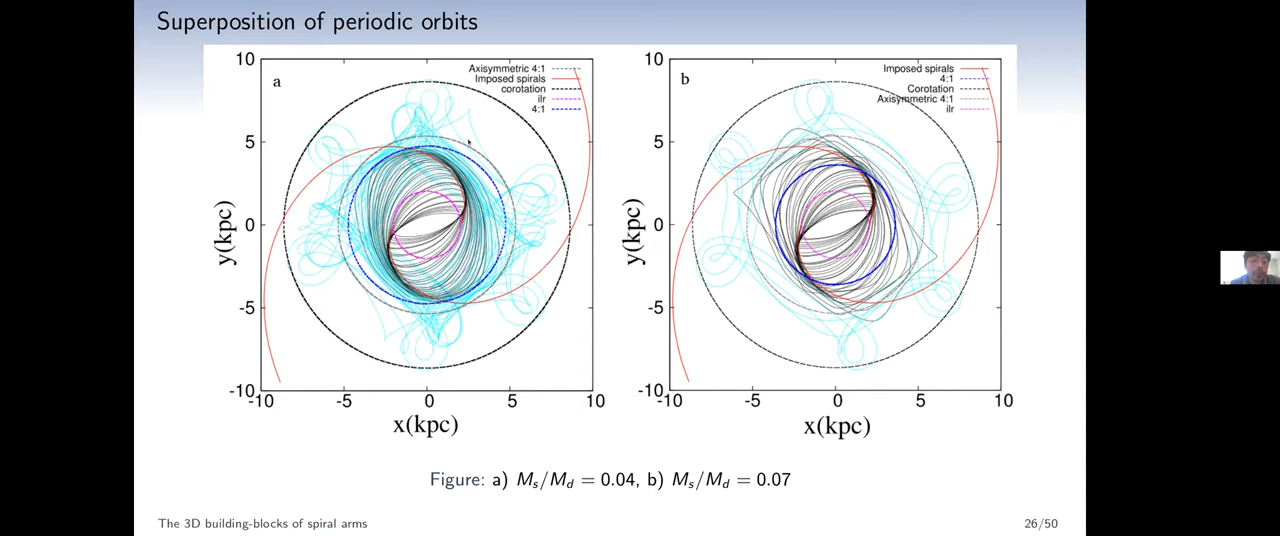 Superposition of periodic orbits
a
Axisymmetric 4:1
Imposed spirals
corotation
ilr
4:1
10
5
0
-5
-10
y(kpc)
-10 -5 0 5 10
x(kpc)
b
Imposed spirals
4:1
Corotation
Axisymmetric 4:1
ilr
10
5
0
-5
-10
y(kpc)
-10 -5 0 5 10
x(kpc)
Figure: a) Ms/Md = 0.04, b) Ms/Md = 0.07
The 3D building-blocks of spiral arms 26/50